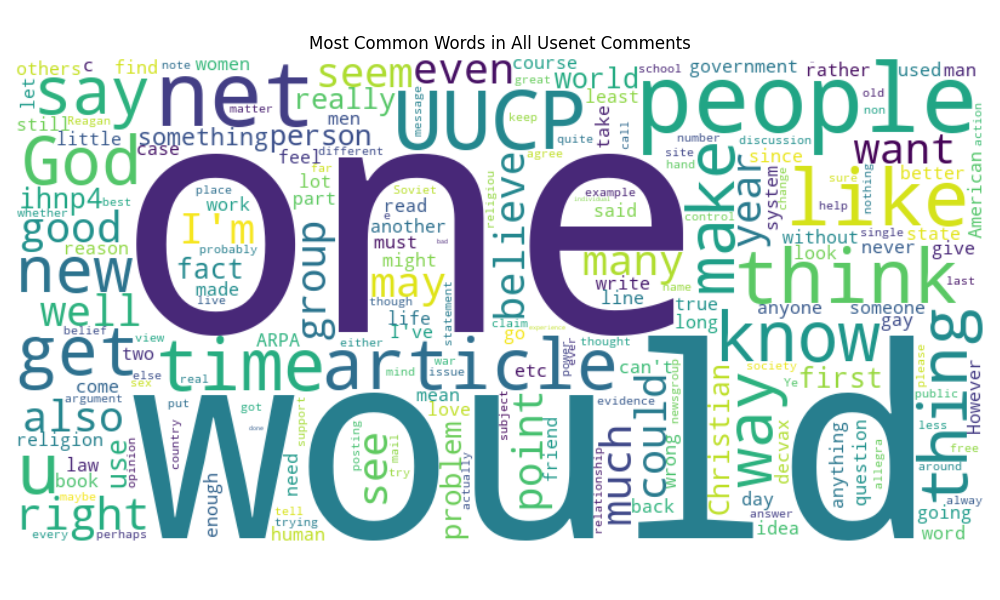 Most Common Words in All Usenet Comments
others c find women
seem even course
world government rather used man
let say net
really UUCP least
people school great
still Reagan matter
men message keep quite take call
number discussion old non action
little something person
case feel different
agree site hand since want
God far lot part
one
religiou believe
make year system change
sure nothing better American
ihnp4 best
place work Soviet read e
example said individual
control like help
whether good I'm
another without single state
reason probably must
never give look
fact many
new made might may
write name
think last
live though line true
group life long anyone someone
well I've statement
claim go experience
know gay thing
belief view ARPA either
war bad thought
get two time article
else sex real
mind issue etc power ever
can't society first Ye
please public However
come argument put got
mean love subject evidence
newsgroup less
also would
country support done
see posting mail try
point friend
much could wrong
Christian way decvax
anything question allegra
around free
religion law opinion use
u book need
problem actually
relationship back
day answer idea
alway going word
maybe right enough
tell trying human
every perhaps